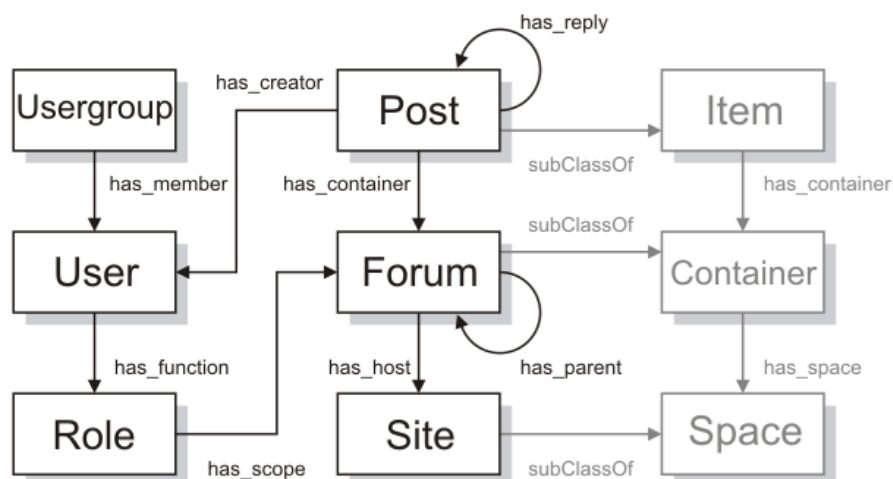 has_reply
Usergroup
has_creator
Post
Item
subClassOf
has_member
has_container
has_container
subClassOf
User
Forum
Container
has_function
has_host
has_parent
has_space
Role
Site
Space
has_scope
subClassOf